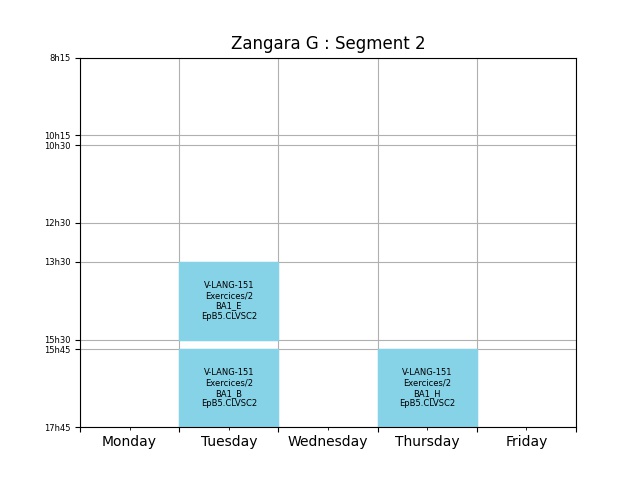 Zangara G : Segment 2
8h15
10h15
10h30
12h30
13h30
V-LANG-151
Exercices/2
BA1_E
EpB5.CLVSC2
15h30
15h45
V-LANG-151
Exercices/2
BA1_B
EpB5.CLVSC2
V-LANG-151
Exercices/2
BA1_H
EpB5.CLVSC2
17h45
Monday Tuesday Wednesday Thursday Friday